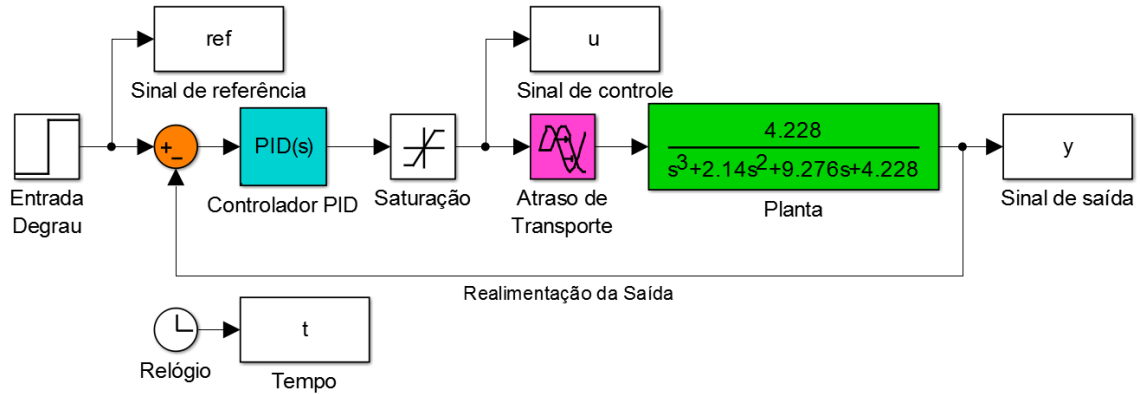 ref
Sinal de referência
u
Sinal de controle
Entrada
Degrau
+
−
PID(s)
Controlador PID
Saturação
Atraso de
Transporte
4.228
s³+2.14s²+9.276s+4.228
Planta
y
Sinal de saída
Realimentação da Saída
Relógio
t
Tempo